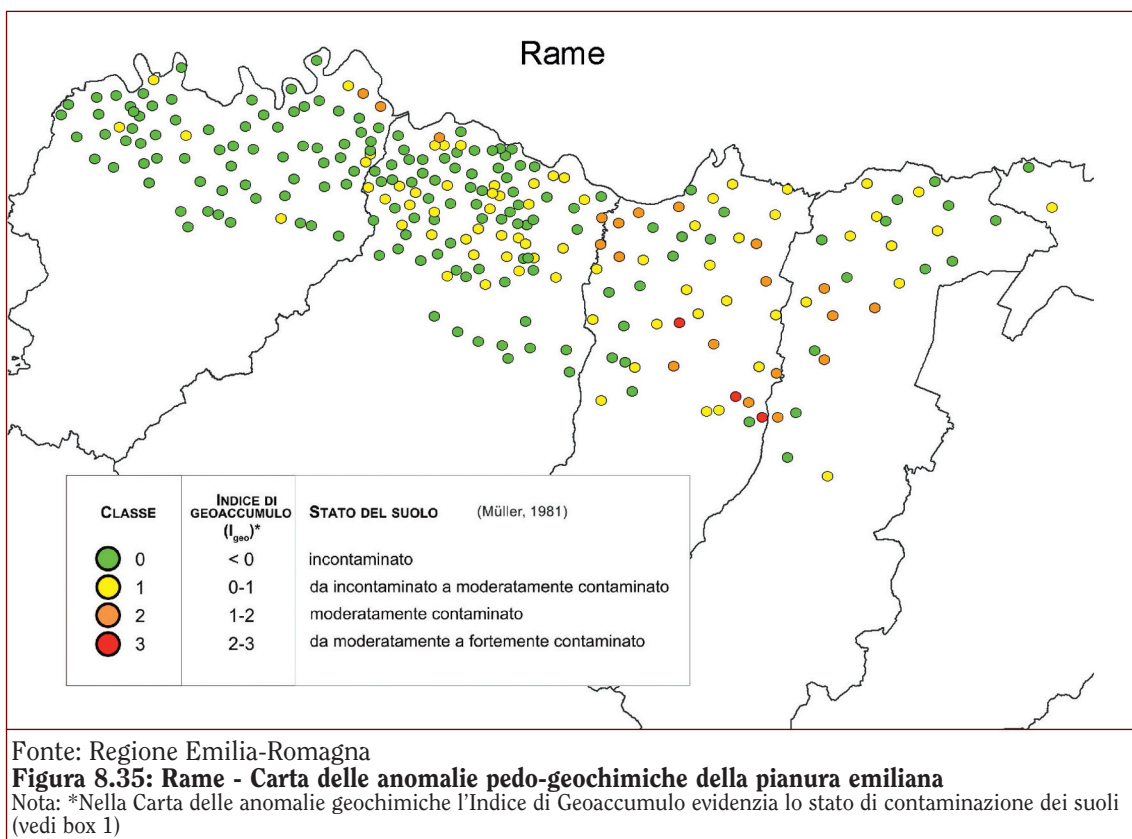 Rame
CLASSE
INDICE DI
GEOACCUMULO
(Igeo)*
STATO DEL SUOLO (Müller, 1981)
0 < 0 incontaminato
1 0-1 da incontaminato a moderatamente contaminato
2 1-2 moderatamente contaminato
3 2-3 da moderatamente a fortemente contaminato
Fonte: Regione Emilia-Romagna
Figura 8.35: Rame - Carta delle anomalie pedo-geochimiche della pianura emiliana
Nota: *Nella Carta delle anomalie geochimiche l’Indice di Geoaccumulo evidenzia lo stato di contaminazione dei suoli
(vedi box 1)